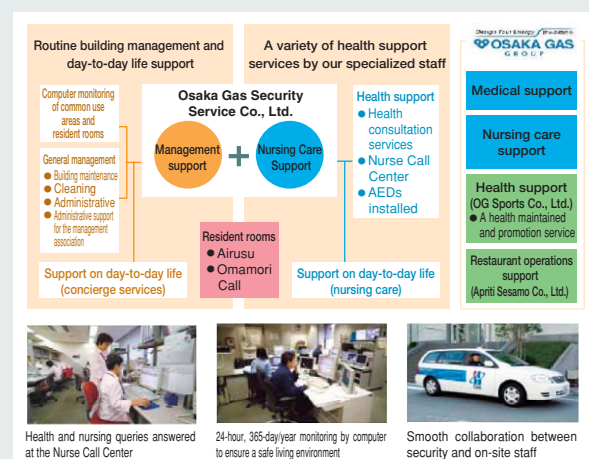 Routine building management and
day-to-day life support
Computer monitoring
of common use
areas and
resident rooms
General management
● Building maintenance
● Cleaning
● Administrative
● Administrative support
for the management
association
Support on day-to-day life
(concierge services)
A variety of health support
services by our specialized staff
Osaka Gas Security
Service Co., Ltd.
Management
support
+
Nursing Care
Support
Health support
● Health
consultation
services
● Nurse Call
Center
● AEDs
installed
Resident rooms
● Airusu
● Omamori
Call
Support on day-to-day life
(nursing care)
Design Your Energy
OSAKA GAS
GROUP
Medical support
Nursing care
support
Health support
(OG Sports Co., Ltd.)
● A health maintained
and promotion service
Restaurant operations
support
(Apriti Sesamo Co., Ltd.)
Health and nursing queries answered
at the Nurse Call Center
24-hour, 365-day/year monitoring by computer
to ensure a safe living environment
Smooth collaboration between
security and on-site staff